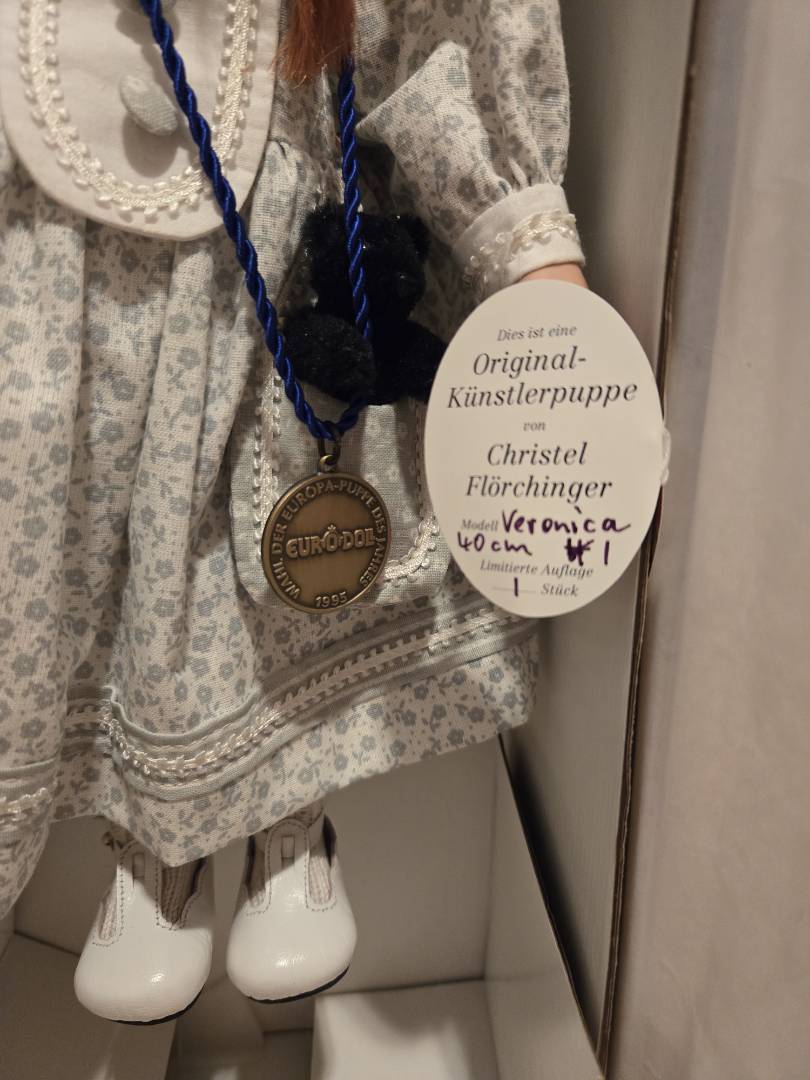 WAHL DER EUROPA-PUPPE DES JAHRES
EURO DOLL
1995
Dies ist eine
Original-
Künstlerpuppe
von
Christel
Flörchinger
Modell Veronica
40cm #1
Limitierte Auflage
1 Stück